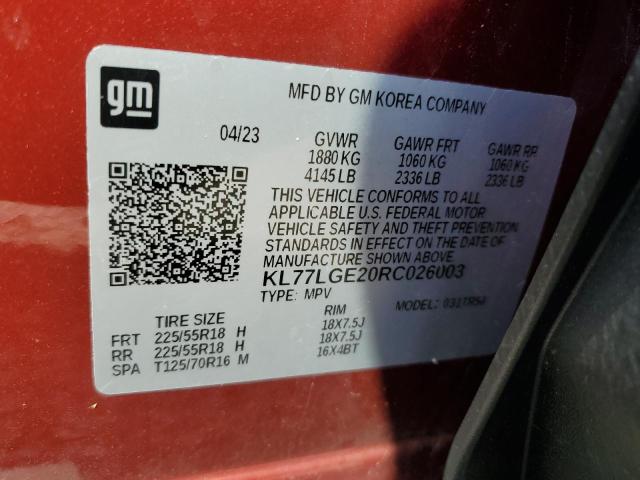 gm
MFD BY GM KOREA COMPANY
04/23 GVWR GAWR FRT GAWR RR
1880 KG 1060 KG 1060 KG
4145 LB 2336 LB 2336 LB
THIS VEHICLE CONFORMS TO ALL
APPLICABLE U.S. FEDERAL MOTOR
VEHICLE SAFETY AND THEFT PREVENTION
STANDARDS IN EFFECT ON THE DATE OF
MANUFACTURE SHOWN ABOVE.
KL77LGE20RC026003
TYPE: MPV MODEL:
TIRE SIZE RIM
FRT 225/55R18 H 18X7.5J
RR 225/55R18 H 18X7.5J
SPA T125/70R16 M 16X4BT